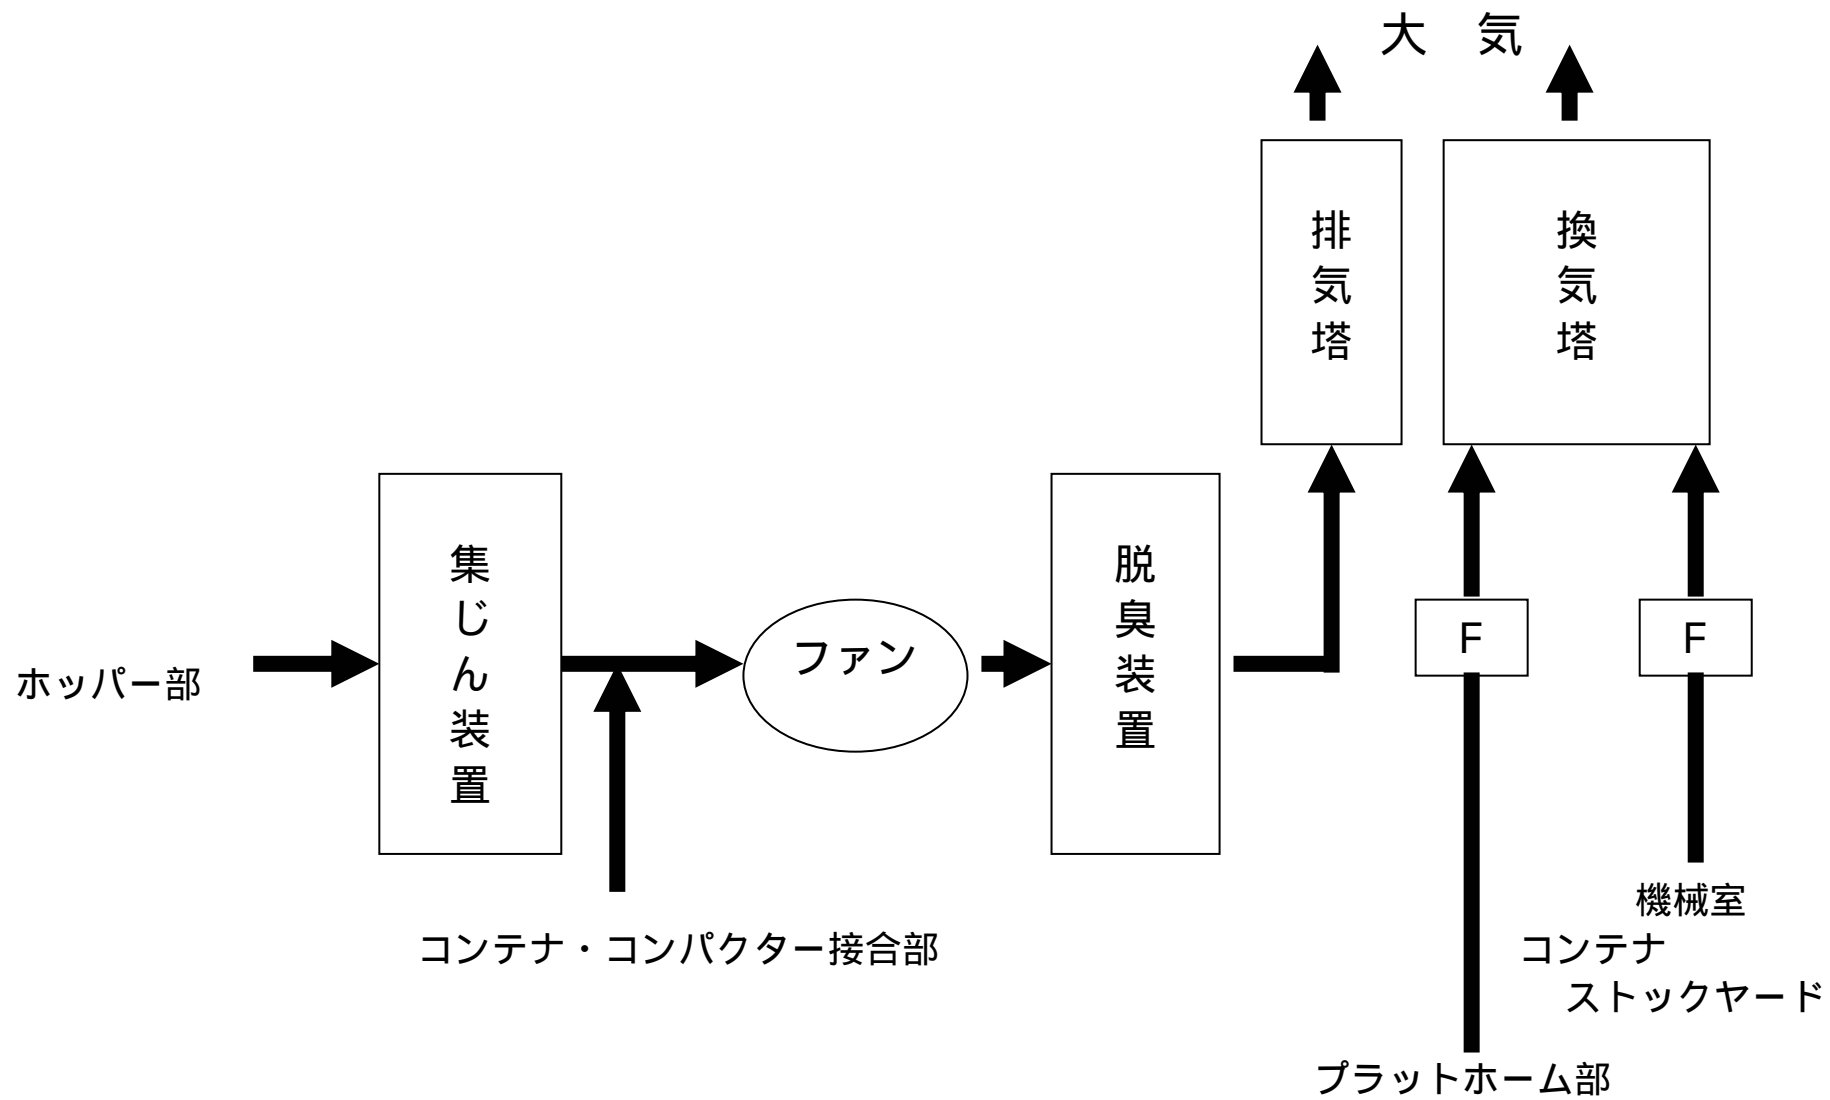 大　気
排気塔
換気塔
集じん装置
脱臭装置
ファン
F
F
ホッパー部
機械室
コンテナ・コンパクター接合部
コンテナ
ストックヤード
プラットホーム部